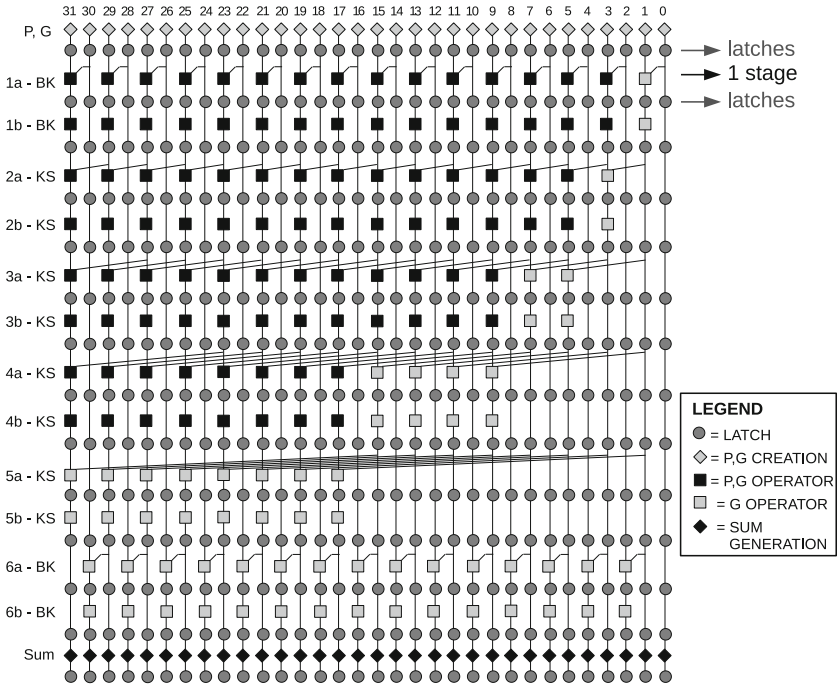 31 30 29 28 27 26 25 24 23 22 21 20 19 18 17 16 15 14 13 12 11 10 9 8 7 6 5 4 3 2 1 0
P, G
latches
1a - BK
1 stage
latches
1b - BK
2a - KS
2b - KS
3a - KS
3b - KS
4a - KS
4b - KS
5a - KS
5b - KS
6a - BK
6b - BK
Sum
LEGEND
= LATCH
= P,G CREATION
= P,G OPERATOR
= G OPERATOR
= SUM
GENERATION